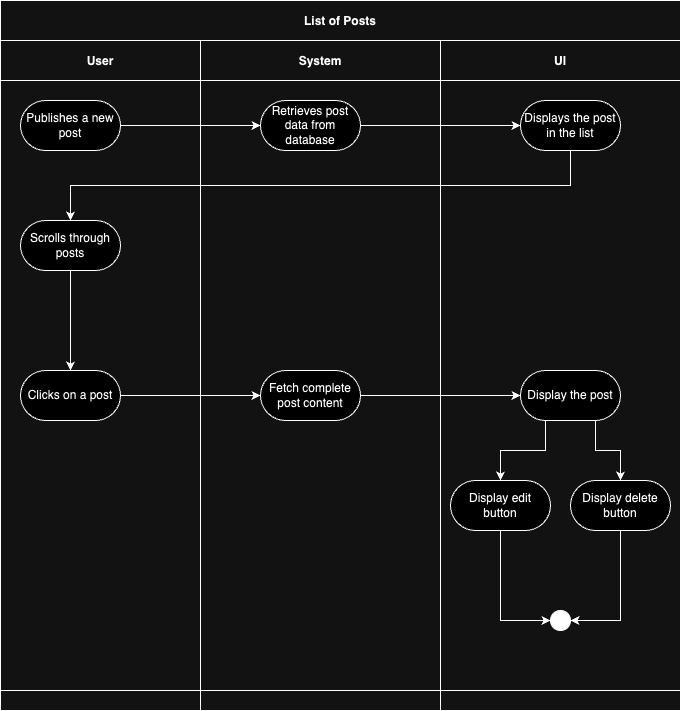 List of Posts
User
System
UI
Publishes a new
post
Retrieves post
data from
database
Displays the post
in the list
Scrolls through
posts
Clicks on a post
Fetch complete
post content
Display the post
Display edit
button
Display delete
button